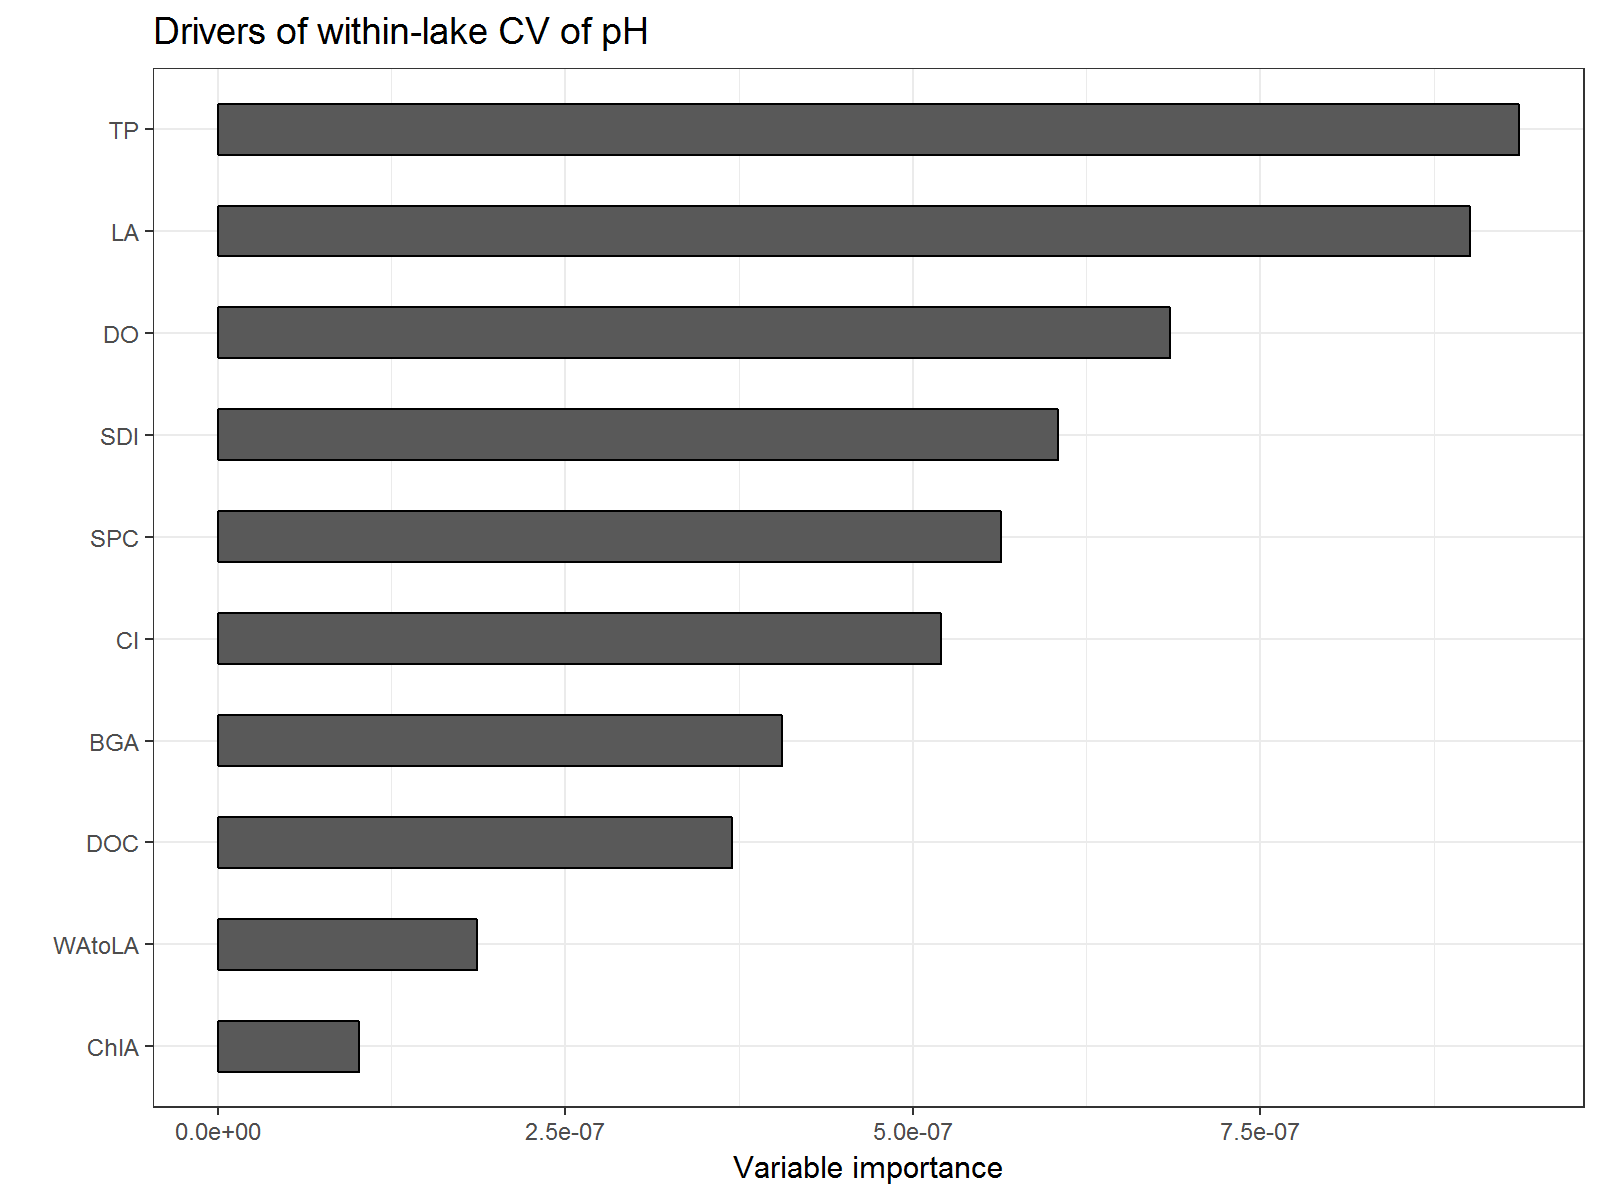 Drivers of within-lake CV of pH
TP
LA
DO
SDI
SPC
CI
BGA
DOC
WAtoLA
ChlA
0.0e+00 2.5e-07 5.0e-07 7.5e-07
Variable importance